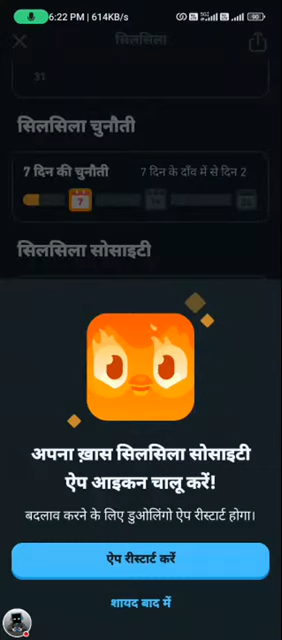 6:22 PM | 614KB/s
सिलसिला
31
सिलसिला चुनौती
7 दिन की चुनौती
7 दिन के दाँव में से दिन 2
7
14
सिलसिला सोसाइटी
अपना ख़ास सिलसिला सोसाइटी
ऐप आइकन चालू करें!
बदलाव करने के लिए डुओलिंगो ऐप रीस्टार्ट होगा।
ऐप रीस्टार्ट करें
शायद बाद में